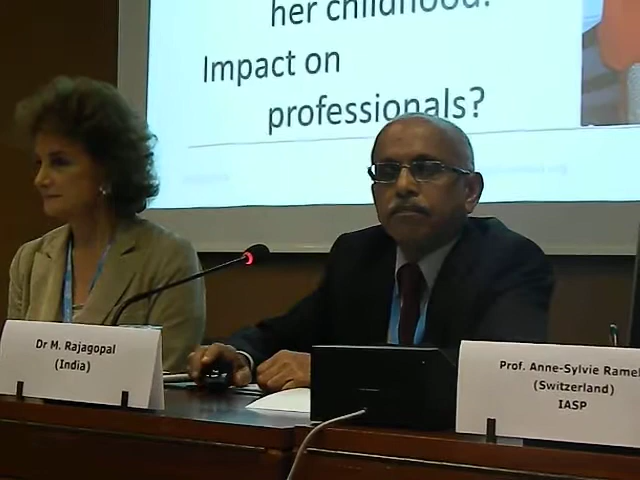 her childhood?
Impact on
professionals?
Dr M. Rajagopal
(India)
Prof. Anne-Sylvie Ramel
(Switzerland)
IASP